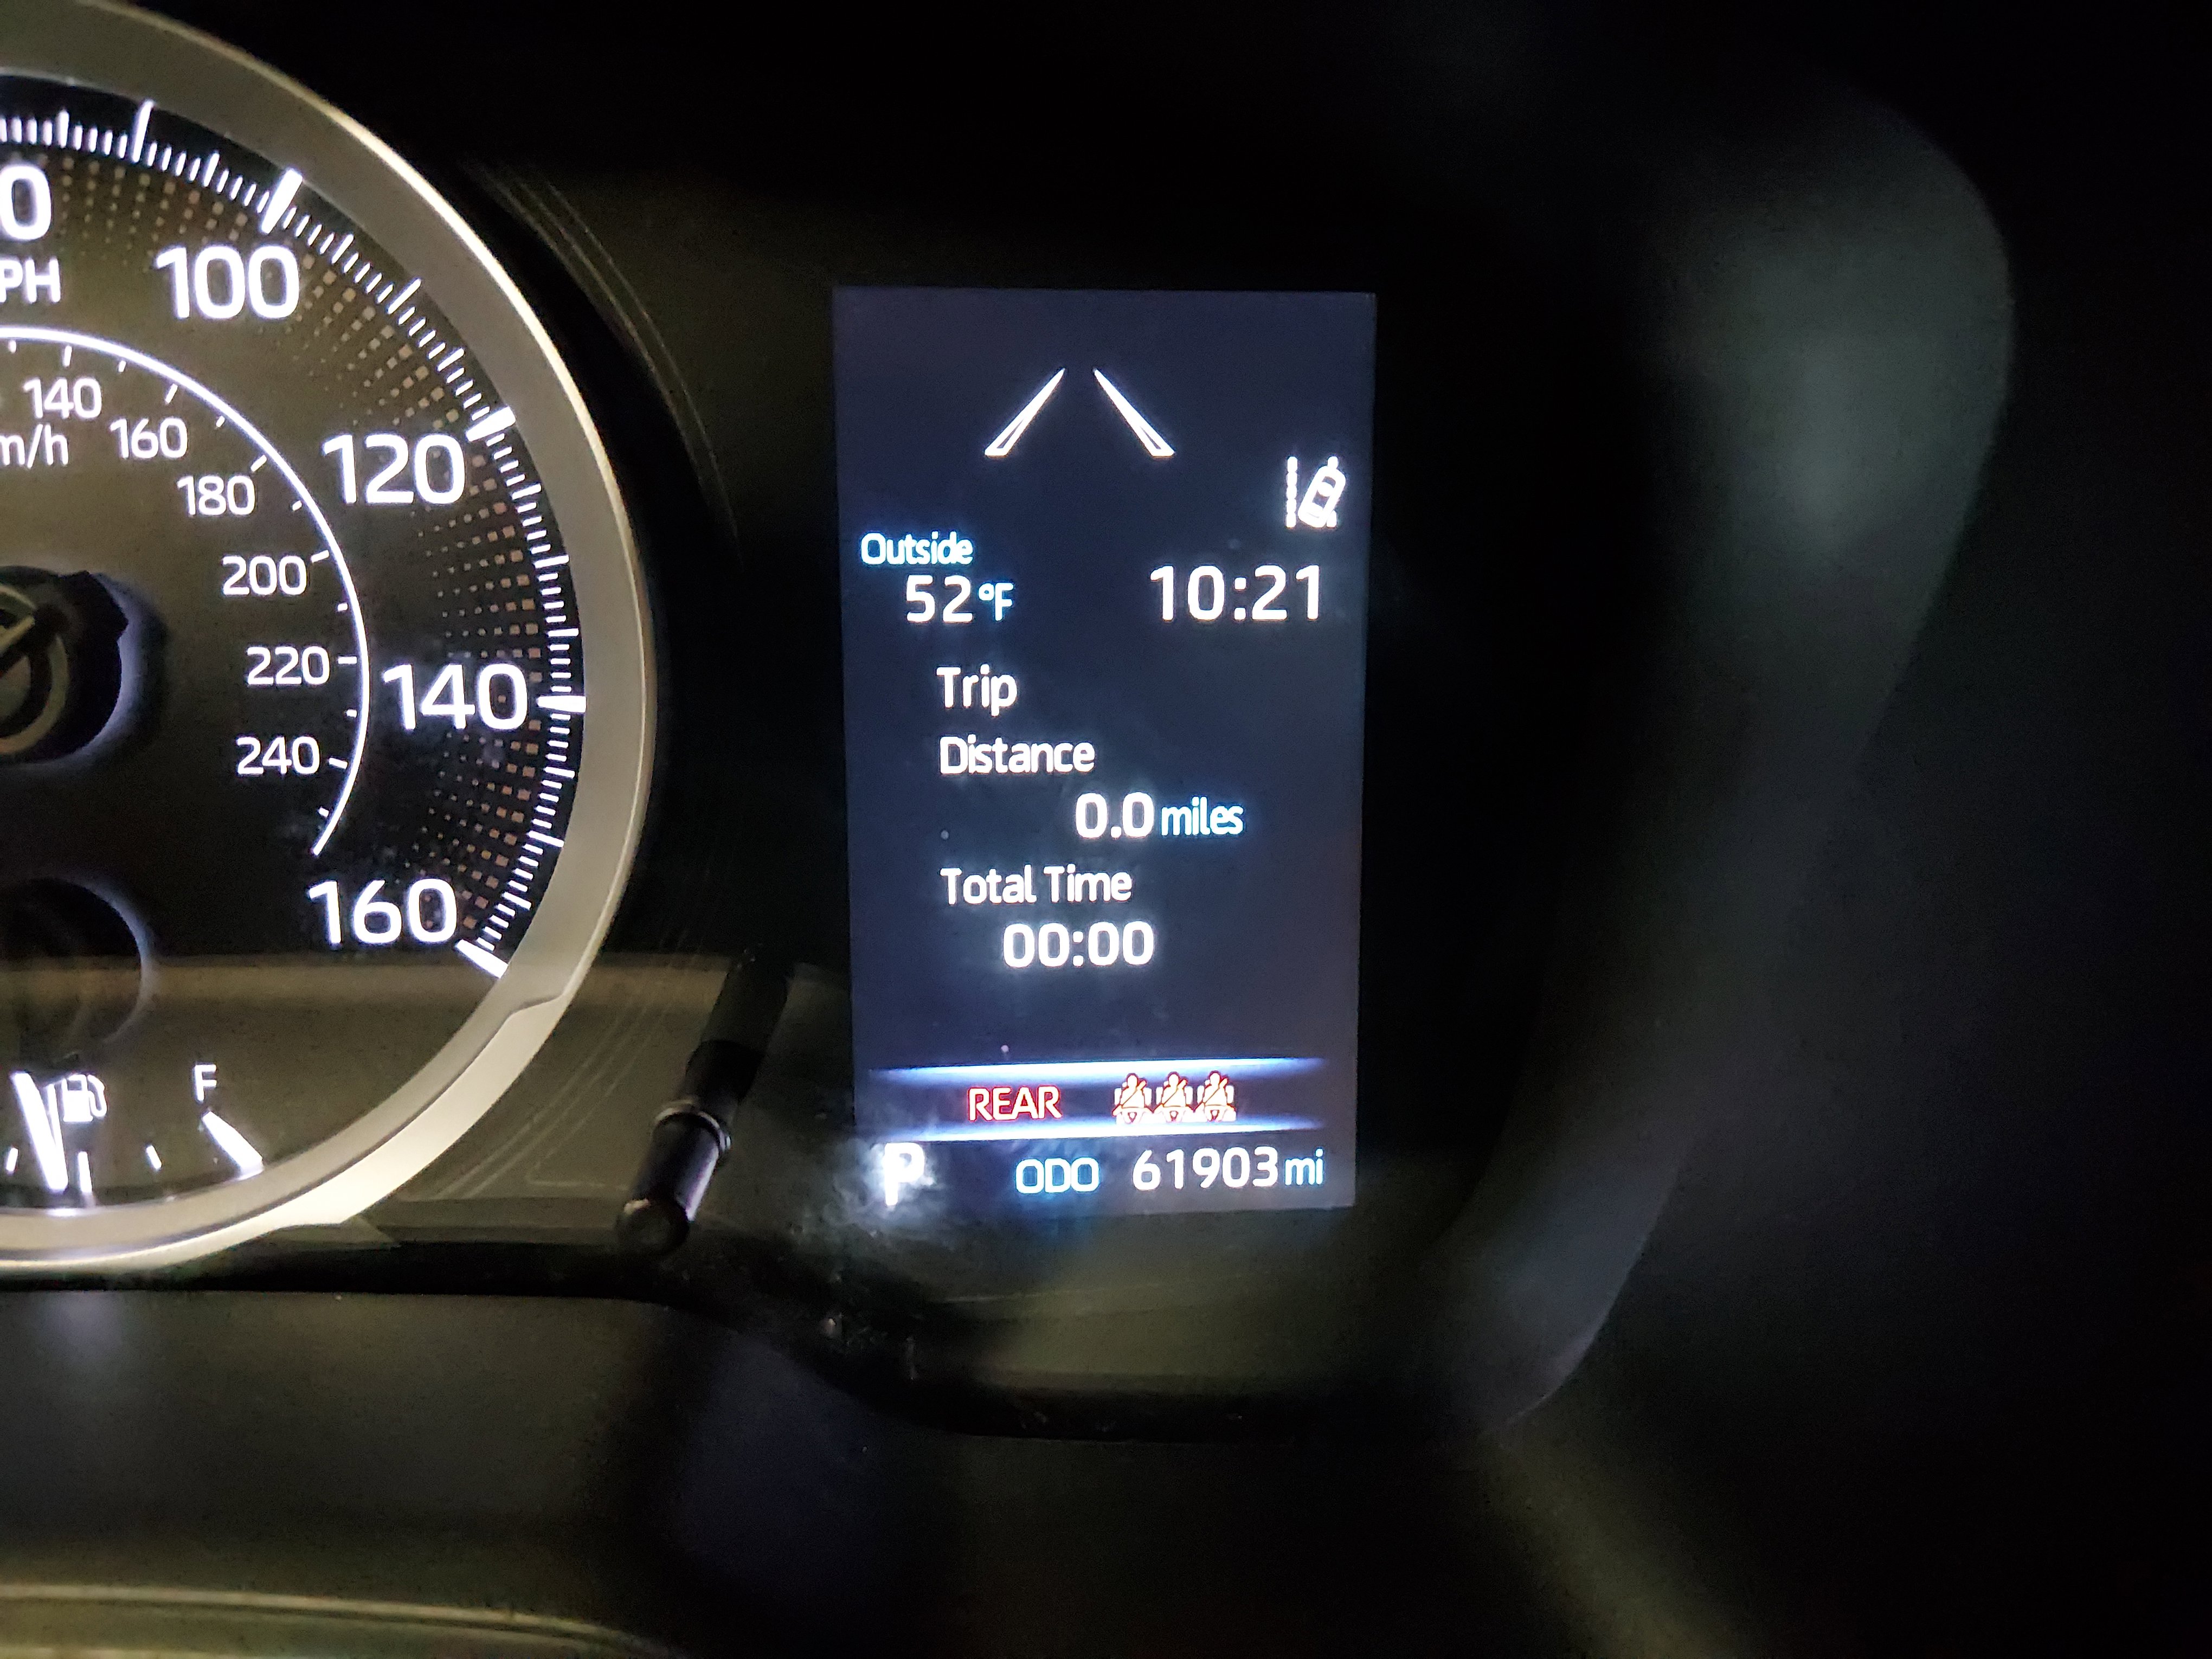 0
PH
100
120
140
160
m/h
140
160
180
200
220
240
F
Outside
52°F 10:21
Trip
Distance
0.0 miles
Total Time
00:00
REAR
P ODO 61903 mi